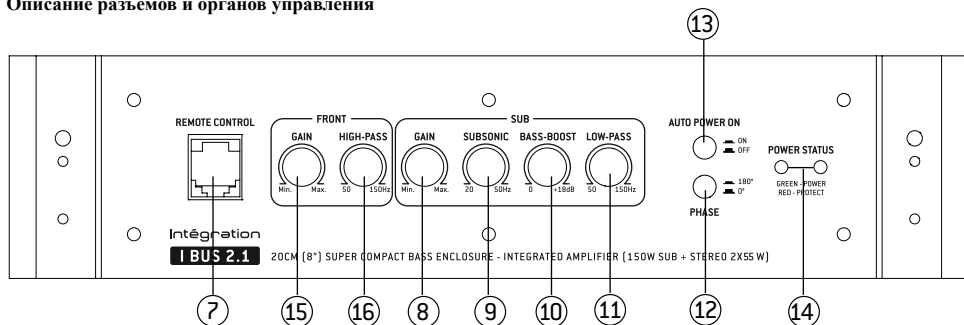 Описание разъемов и органов управления
13
REMOTE CONTROL
FRONT
GAIN HIGH-PASS
Min. Max. 50 150Hz
SUB
GAIN SUBSONIC BASS-BOOST LOW-PASS
Min. Max. 20 50Hz 0 +18dB 50 150Hz
AUTO POWER ON
ON
OFF
180°
0°
PHASE
POWER STATUS
GREEN - POWER
RED - PROTECT
Intégration
I BUS 2.1
20CM (8") SUPER COMPACT BASS ENCLOSURE - INTEGRATED AMPLIFIER (150W SUB + STEREO 2X55 W)
7 15 16 8 9 10 11 12 14